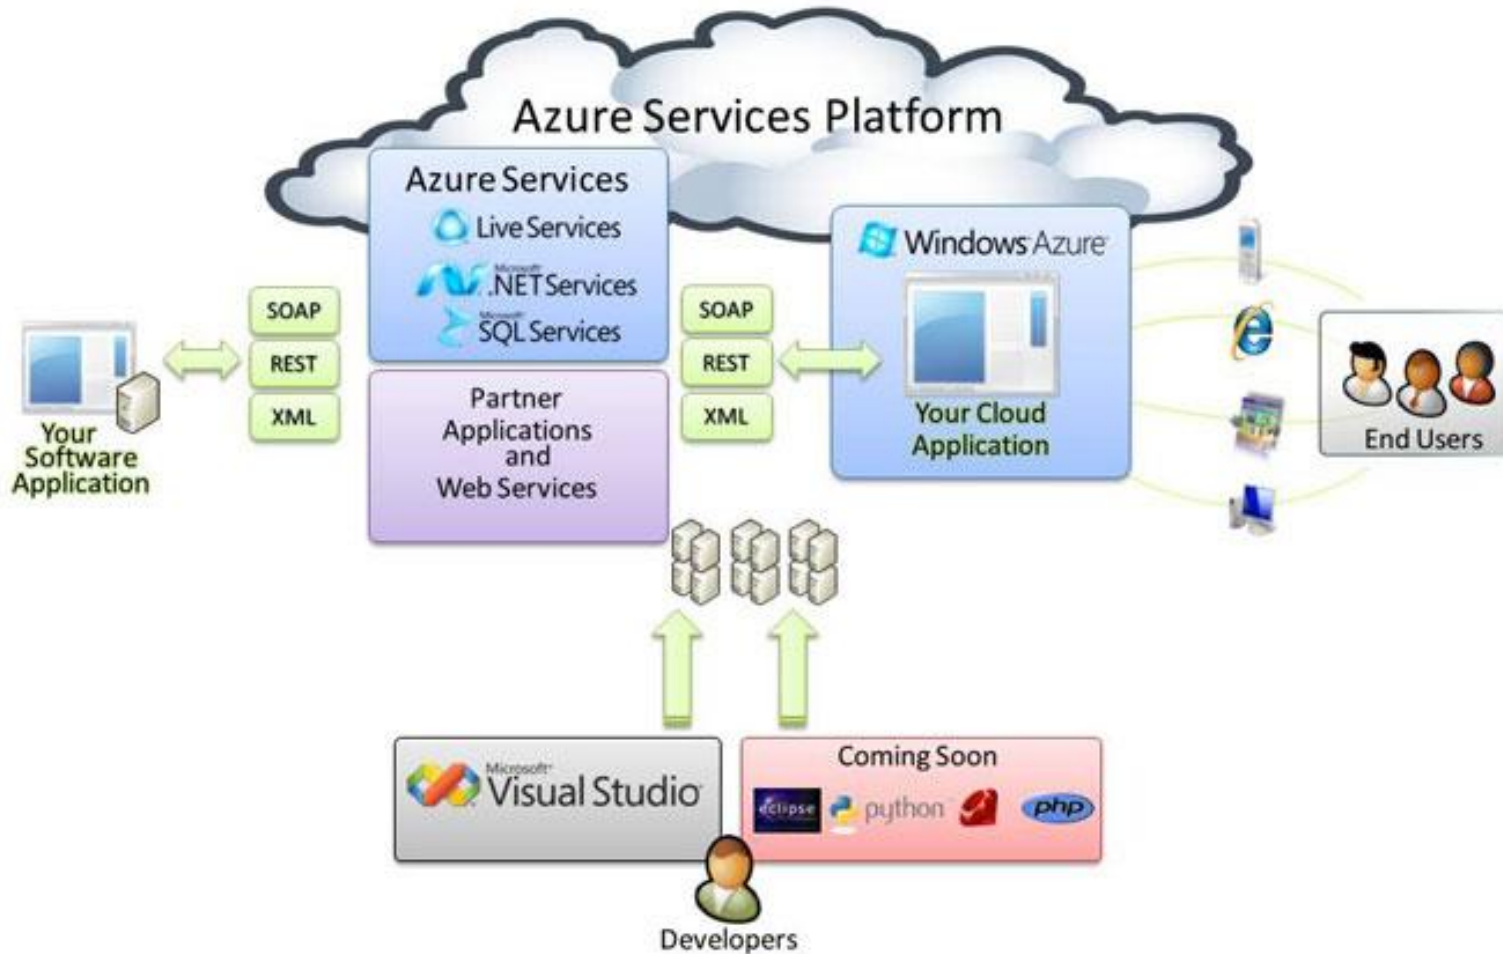 Azure Services Platform
Azure Services
Live Services
Microsoft
.NET Services
Microsoft
SQL Services
Windows Azure
SOAP
REST
XML
SOAP
REST
XML
Your
Software
Application
Partner
Applications
and
Web Services
Your Cloud
Application
End Users
Microsoft
Visual Studio
Coming Soon
eclipse
python
php
Developers